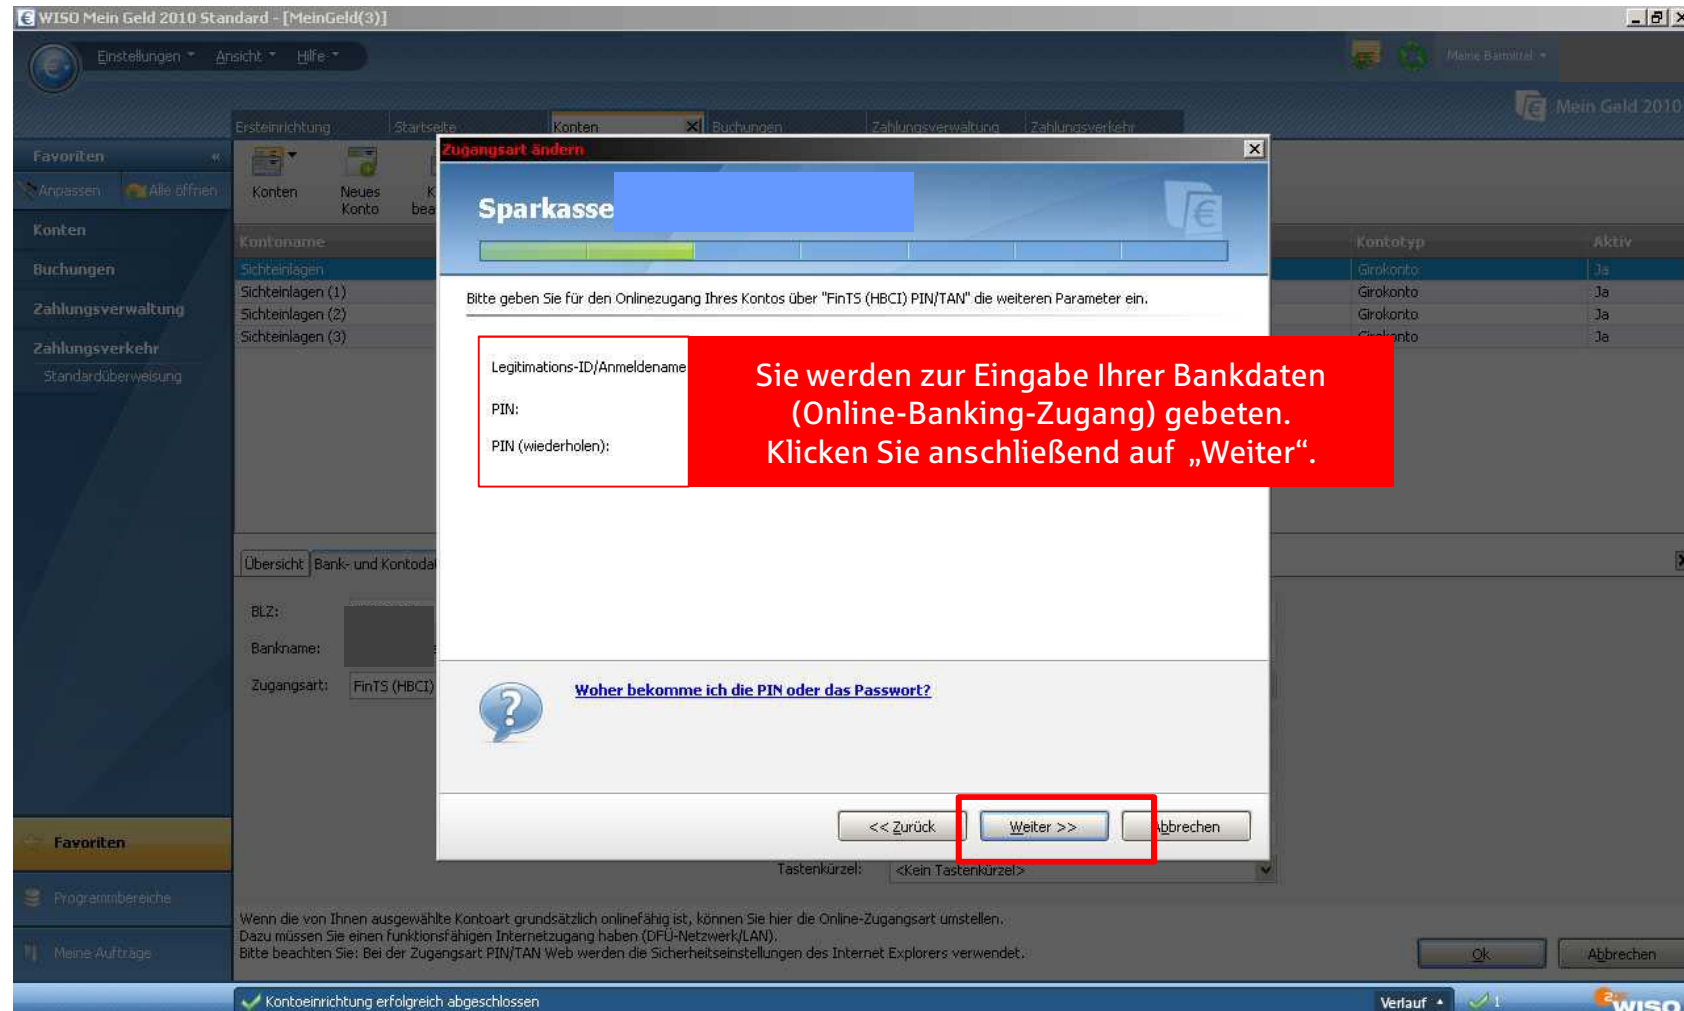 WISO Mein Geld 2010 Standard - [MeinGeld(3)]
Einstellungen Ansicht Hilfe
Meine Barmittel
Mein Geld 2010
Ersteinrichtung Startseite Konten Buchungen Zahlungsverwaltung Zahlungsverkehr
Favoriten «
Anpassen Alle öffnen
Konten
Buchungen
Zahlungsverwaltung
Zahlungsverkehr
Standardüberweisung
Favoriten
Programmbereiche
Meine Aufträge
Konten
Neues
Konto
Kontoname Kontotyp Aktiv
Sichteinlagen Girokonto Ja
Sichteinlagen (1) Girokonto Ja
Sichteinlagen (2) Girokonto Ja
Sichteinlagen (3) Girokonto Ja
Zugangsart ändern
Sparkasse
Bitte geben Sie für den Onlinezugang Ihres Kontos über "FinTS (HBCI) PIN/TAN" die weiteren Parameter ein.
Legitimations-ID/Anmeldename
PIN:
PIN (wiederholen):
Sie werden zur Eingabe Ihrer Bankdaten
(Online-Banking-Zugang) gebeten.
Klicken Sie anschließend auf „Weiter“.
Woher bekomme ich die PIN oder das Passwort?
<< Zurück Weiter >> Abbrechen
Übersicht Bank- und Kontoda
BLZ:
Bankname:
Zugangsart: FinTS (HBCI)
Tastenkürzel: <Kein Tastenkürzel>
Wenn die von Ihnen ausgewählte Kontoart grundsätzlich onlinefähig ist, können Sie hier die Online-Zugangsart umstellen.
Dazu müssen Sie einen funktionsfähigen Internetzugang haben (DFÜ-Netzwerk/LAN).
Bitte beachten Sie: Bei der Zugangsart PIN/TAN Web werden die Sicherheitseinstellungen des Internet Explorers verwendet.
Ok Abbrechen
Kontoeinrichtung erfolgreich abgeschlossen
Verlauf 1
WISO